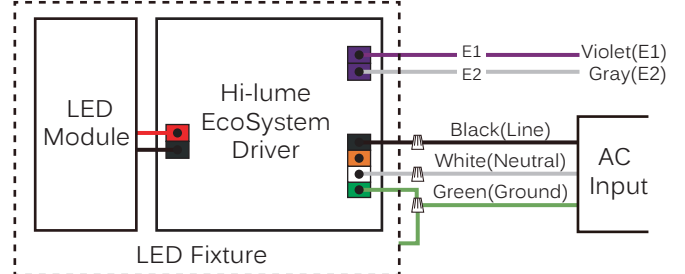 LED
Module
Hi-lume
EcoSystem
Driver
E1
Violet(E1)
E2
Gray(E2)
Black(Line)
White(Neutral)
Green(Ground)
AC
Input
LED Fixture